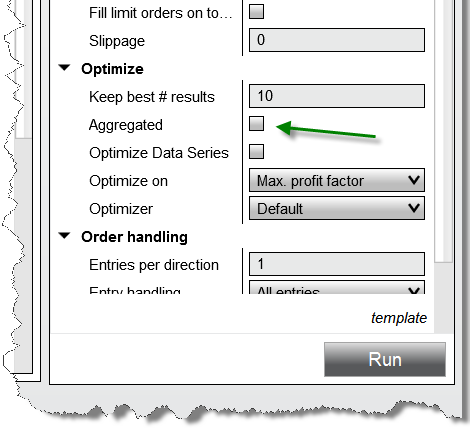 Fill limit orders on to...
Slippage 0
Optimize
Keep best # results 10
Aggregated
Optimize Data Series
Optimize on Max. profit factor
Optimizer Default
Order handling
Entries per direction 1
Entry handling All entries
template
Run